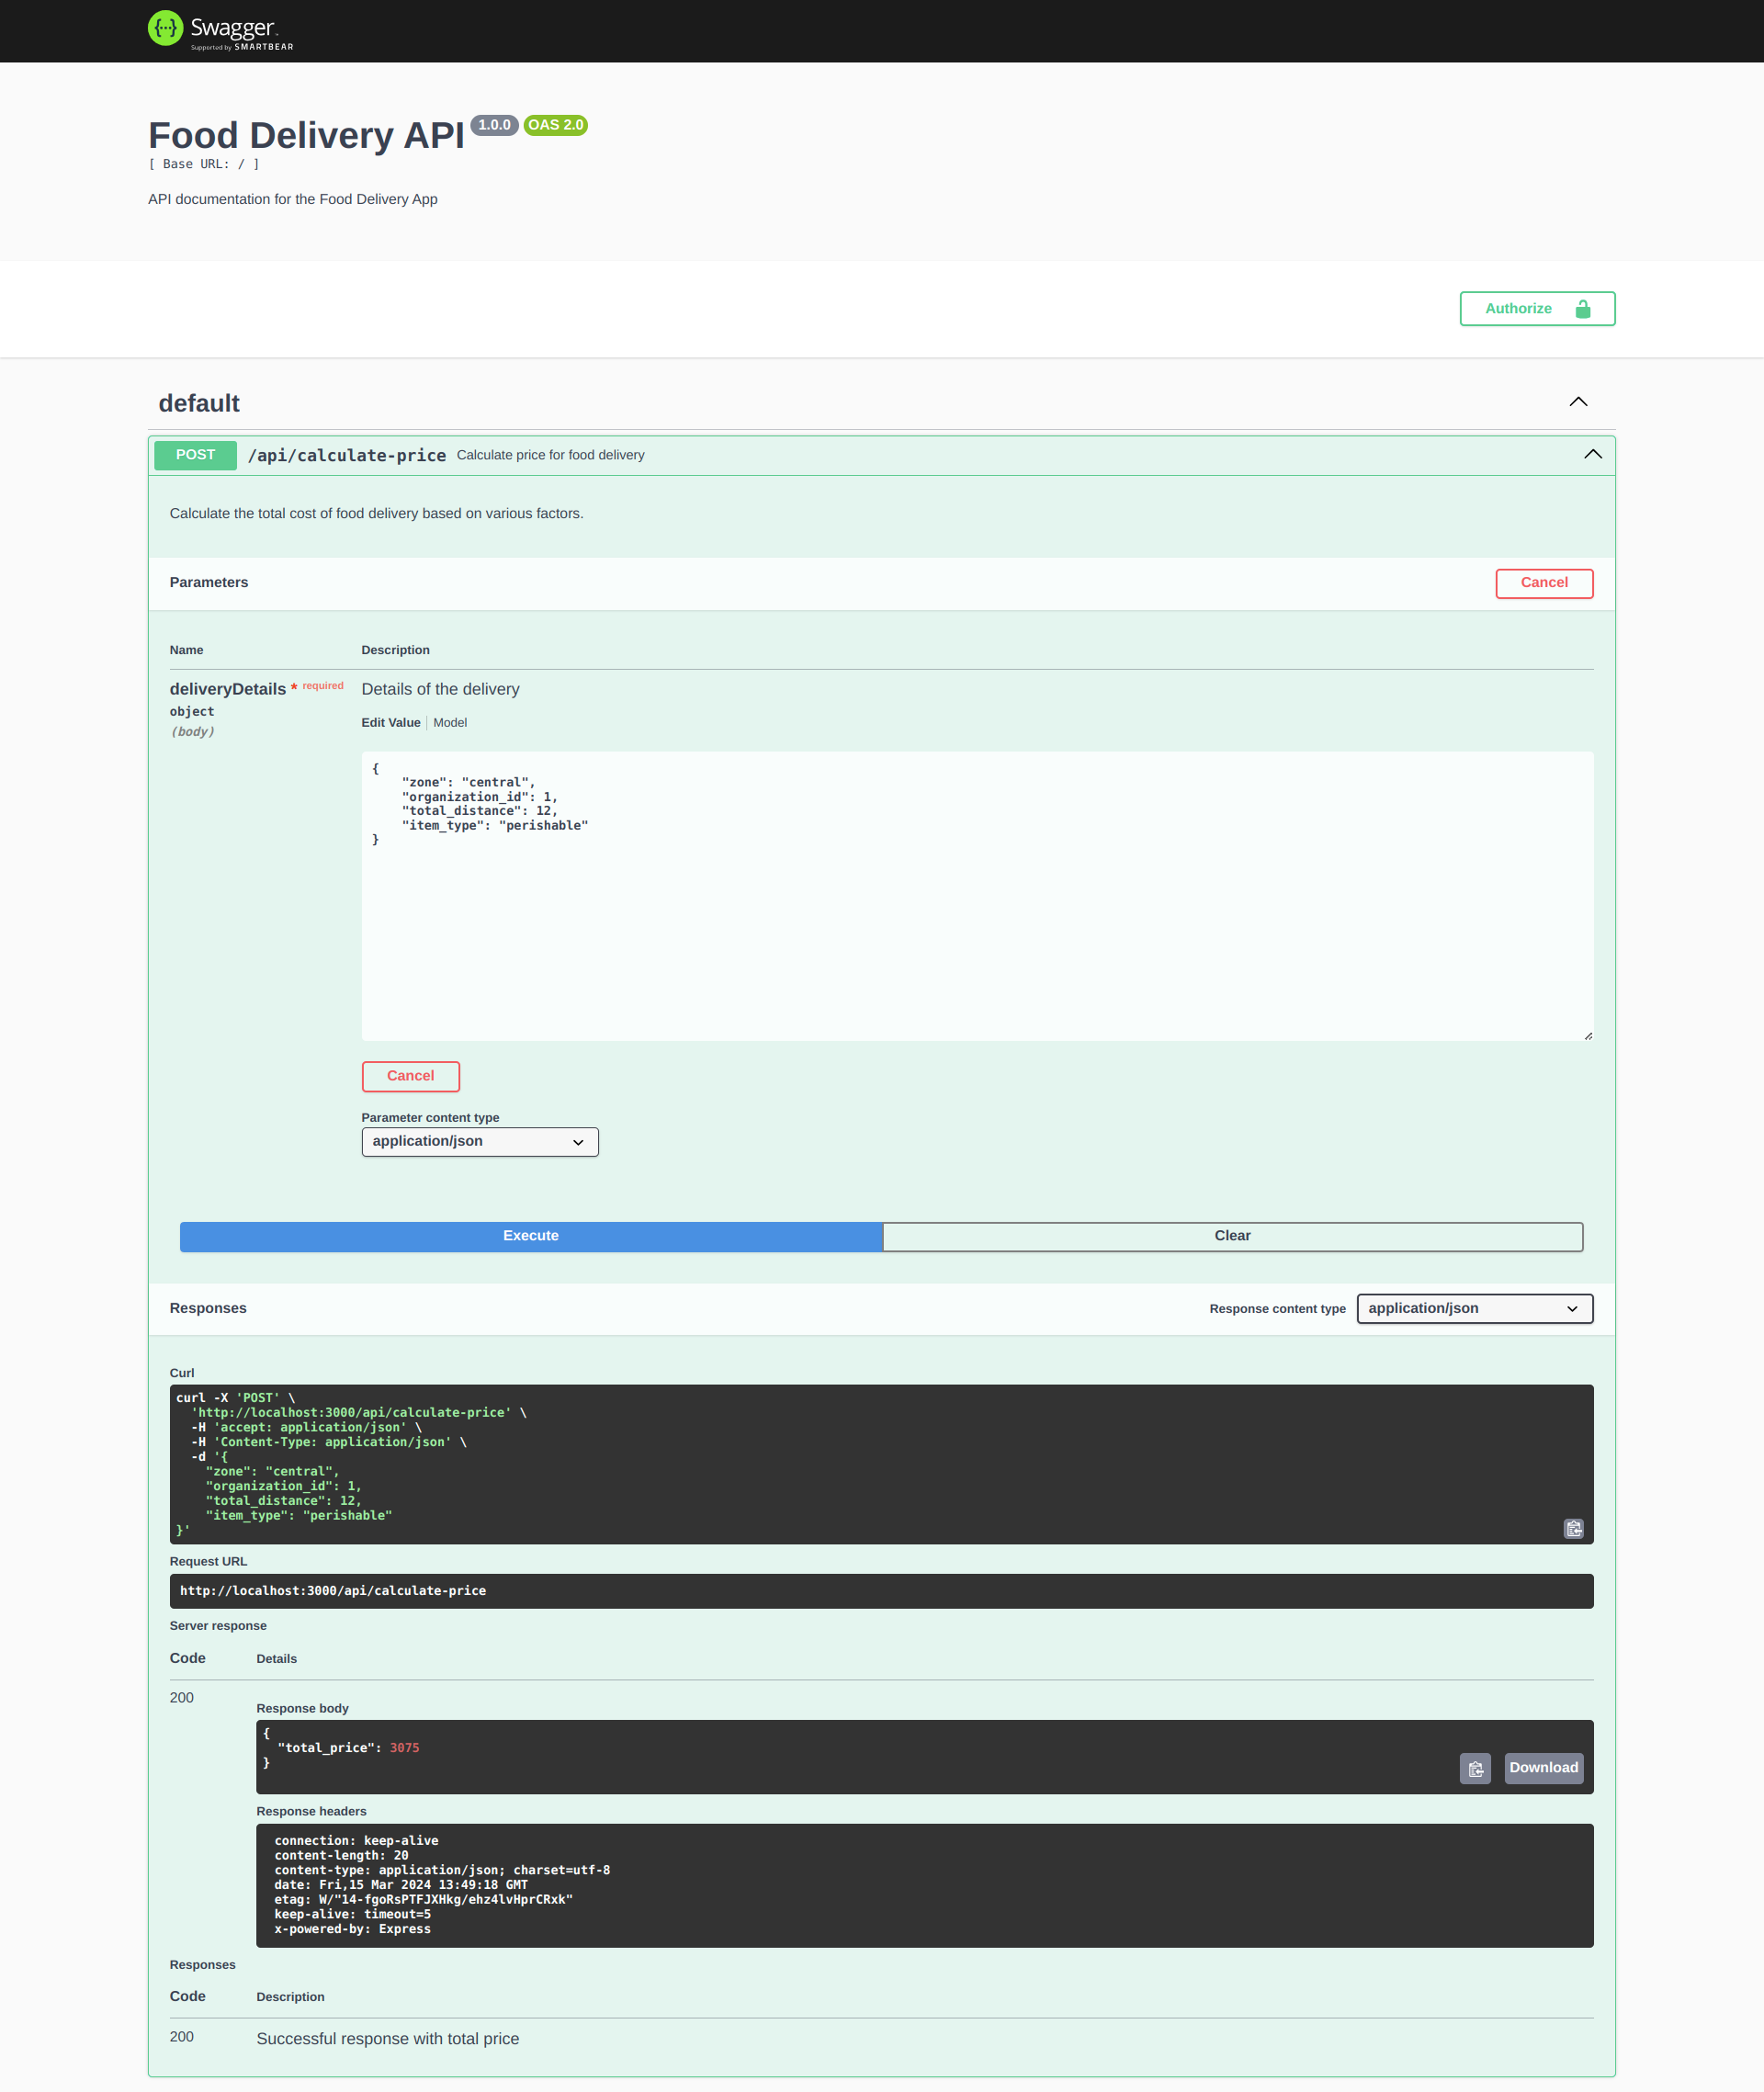 Swagger
Supported by SMARTBEAR
Food Delivery API 1.0.0 OAS 2.0
[ Base URL: / ]
API documentation for the Food Delivery App
Authorize
default
POST /api/calculate-price Calculate price for food delivery
Calculate the total cost of food delivery based on various factors.
Parameters Cancel
Name Description
deliveryDetails * required Details of the delivery
object
(body)
Edit Value Model
{
    "zone": "central",
    "organization_id": 1,
    "total_distance": 12,
    "item_type": "perishable"
}
Cancel
Parameter content type
application/json
Execute Clear
Responses Response content type application/json
Curl
curl -X 'POST' \
  'http://localhost:3000/api/calculate-price' \
  -H 'accept: application/json' \
  -H 'Content-Type: application/json' \
  -d '{
    "zone": "central",
    "organization_id": 1,
    "total_distance": 12,
    "item_type": "perishable"
}'
Request URL
http://localhost:3000/api/calculate-price
Server response
Code Details
200
Response body
{
  "total_price": 3075
}
Download
Response headers
connection: keep-alive
content-length: 20
content-type: application/json; charset=utf-8
date: Fri,15 Mar 2024 13:49:18 GMT
etag: W/"14-fgoRsPTFJXHkg/ehz4lvHprCRxk"
keep-alive: timeout=5
x-powered-by: Express
Responses
Code Description
200 Successful response with total price